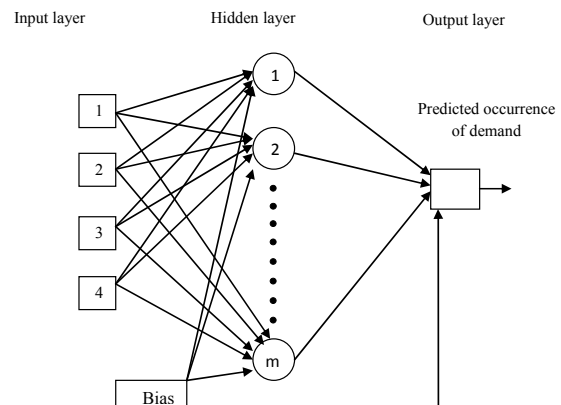 Input layer
Hidden layer
Output layer
1
2
3
4
Bias
1
2
m
Predicted occurrence
of demand